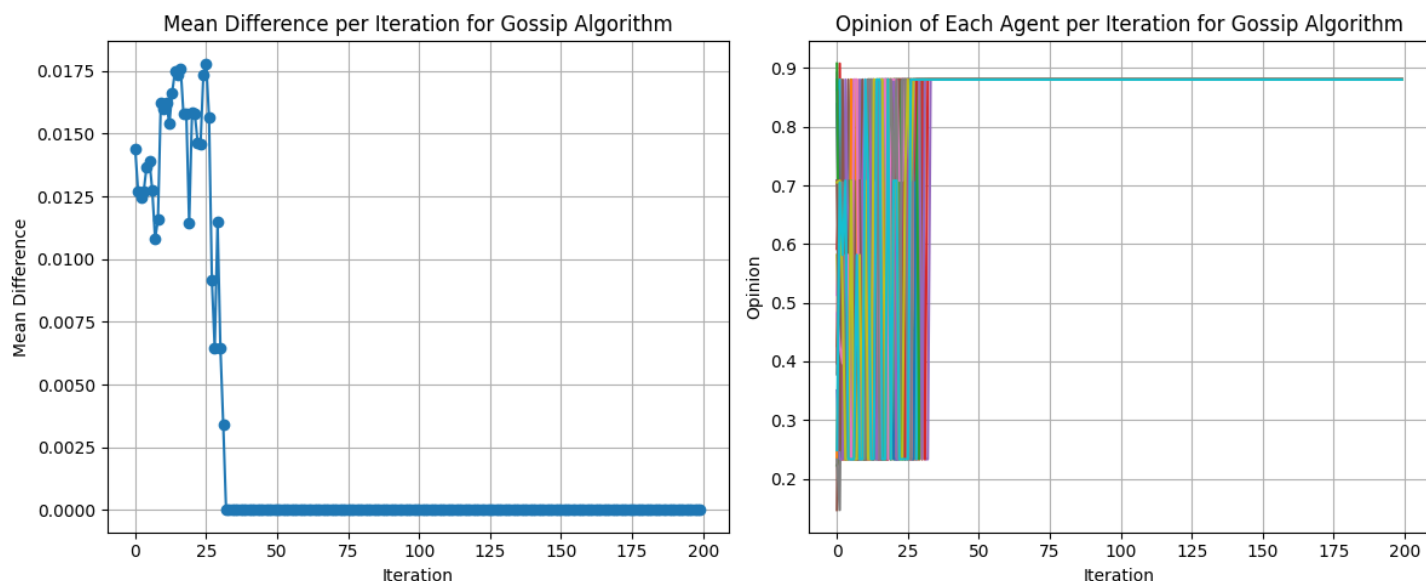 Mean Difference per Iteration for Gossip Algorithm
0.0175
0.0150
0.0125
0.0100
0.0075
0.0050
0.0025
0.0000
Mean Difference
0 25 50 75 100 125 150 175 200
Iteration
Opinion of Each Agent per Iteration for Gossip Algorithm
0.9
0.8
0.7
0.6
0.5
0.4
0.3
0.2
Opinion
0 25 50 75 100 125 150 175 200
Iteration